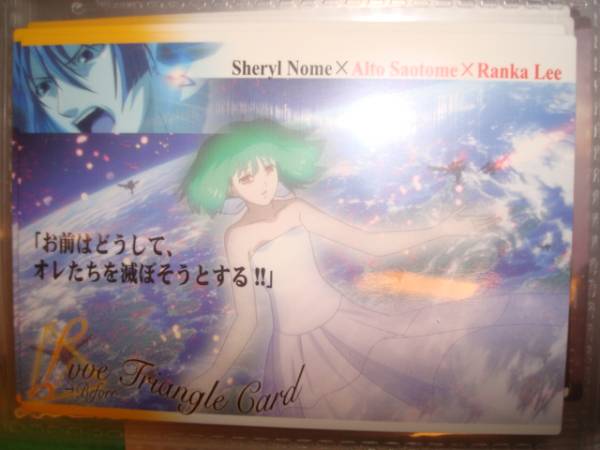 Sheryl Nome×Alto Saotome×Ranka Lee
「お前はどうして、
オレたちを滅ぼそうとする!!」
Love Triangle Card